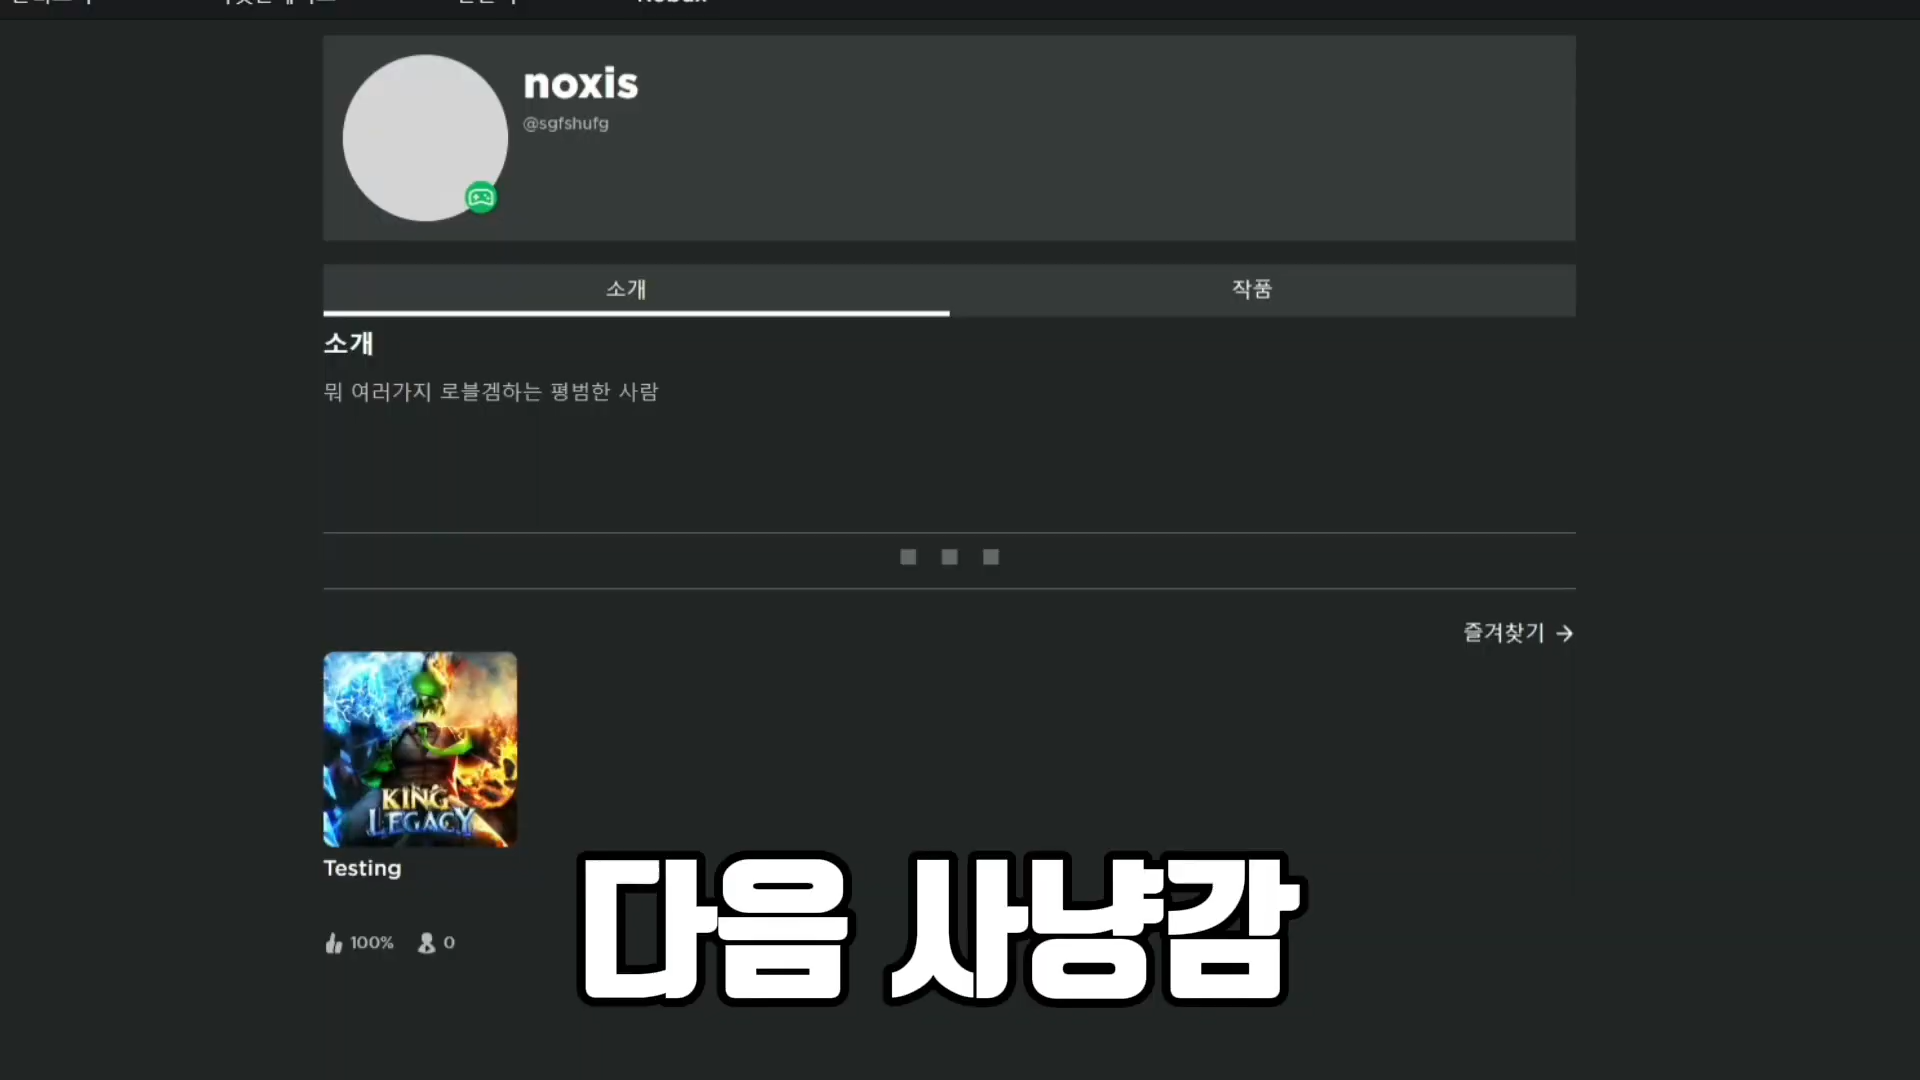 Robux
noxis
@sgfshufg
소개
작품
소개
뭐 여러가지 로블겜하는 평범한 사람
즐겨찾기
KING
LEGACY
Testing
100% 0
다음 사냥감